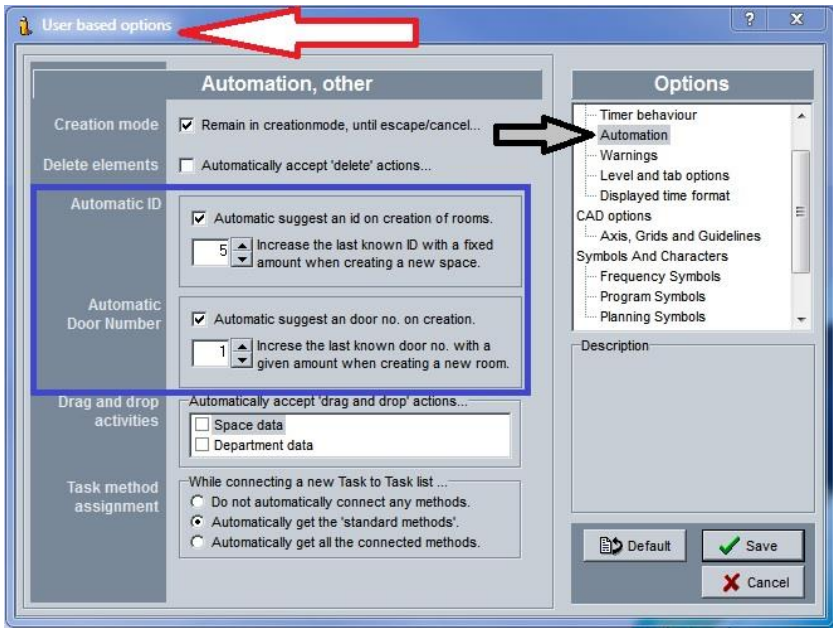 User based options
?
X
Automation, other
Creation mode
Remain in creationmode, until escape/cancel...
Delete elements
Automatically accept 'delete' actions...
Automatic ID
Automatic suggest an id on creation of rooms.
5
Increase the last known ID with a fixed
amount when creating a new space.
Automatic
Door Number
Automatic suggest an door no. on creation.
1
Increse the last known door no. with a
given amount when creating a new room.
Drag and drop
activities
Automatically accept 'drag and drop' actions...
Space data
Department data
Task method
assignment
While connecting a new Task to Task list ...
Do not automatically connect any methods.
Automatically get the 'standard methods'.
Automatically get all the connected methods.
Options
Timer behaviour
Automation
Warnings
Level and tab options
Displayed time format
CAD options
Axis, Grids and Guidelines
Symbols And Characters
Frequency Symbols
Program Symbols
Planning Symbols
Description
Default
Save
Cancel